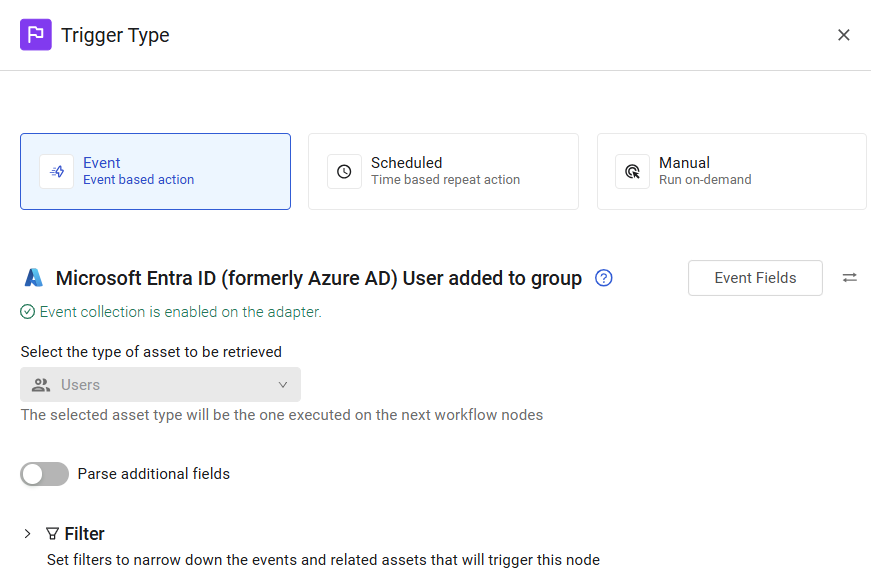 Trigger Type
Event
Event based action
Scheduled
Time based repeat action
Manual
Run on-demand
Microsoft Entra ID (formerly Azure AD) User added to group
Event Fields
Event collection is enabled on the adapter.
Select the type of asset to be retrieved
Users
The selected asset type will be the one executed on the next workflow nodes
Parse additional fields
Filter
Set filters to narrow down the events and related assets that will trigger this node